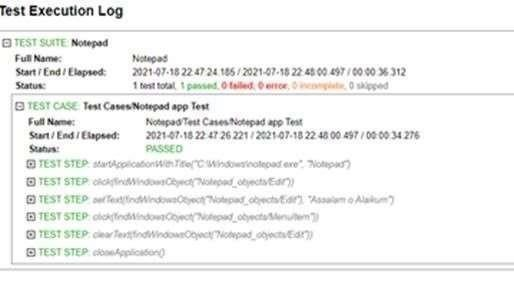 Test Execution Log
TEST SUITE: Notepad
Full Name: Notepad
Start / End / Elapsed: 2021-07-18 22:47:24.185 / 2021-07-18 22:48:00.497 / 00:00:36.312
Status: 1 test total, 1 passed, 0 failed, 0 error, 0 incomplete, 0 skipped
TEST CASE: Test Cases/Notepad app Test
Full Name: Notepad/Test Cases/Notepad app Test
Start / End / Elapsed: 2021-07-18 22:47:26.221 / 2021-07-18 22:48:00.497 / 00:00:34.276
Status: PASSED
TEST STEP: startApplicationWithTitle("C:\Windows\notepad.exe", "Notepad")
TEST STEP: click(findWindowsObject("Notepad_objects/Edit"))
TEST STEP: setText(findWindowsObject("Notepad_objects/Edit"), "Assalam o Alaikum")
TEST STEP: click(findWindowsObject("Notepad_objects/MenuItem"))
TEST STEP: clearText(findWindowsObject("Notepad_objects/Edit"))
TEST STEP: closeApplication()